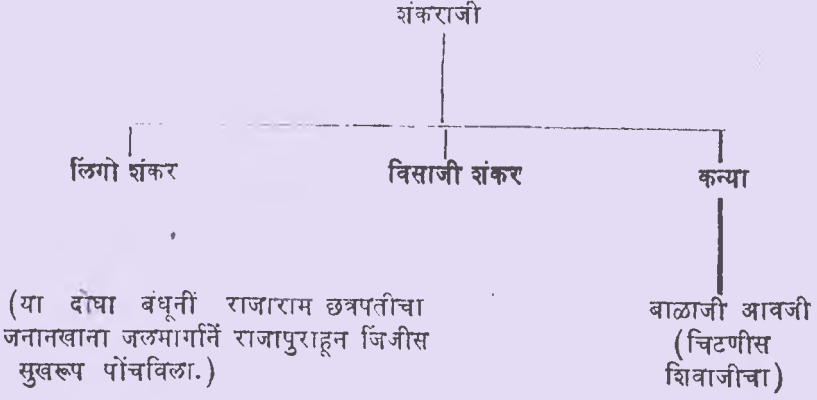 शंकराजी
लिंगो शंकर
विसाजी शंकर
कन्या
(या दोघा बंधूनीं राजाराम छत्रपतीचा
जनानखाना जलमार्गानें राजापुराहून जिंजीस
सुखरूप पोंचविला.)
बाळाजी आवजी
(चिटणीस
शिवाजीचा)